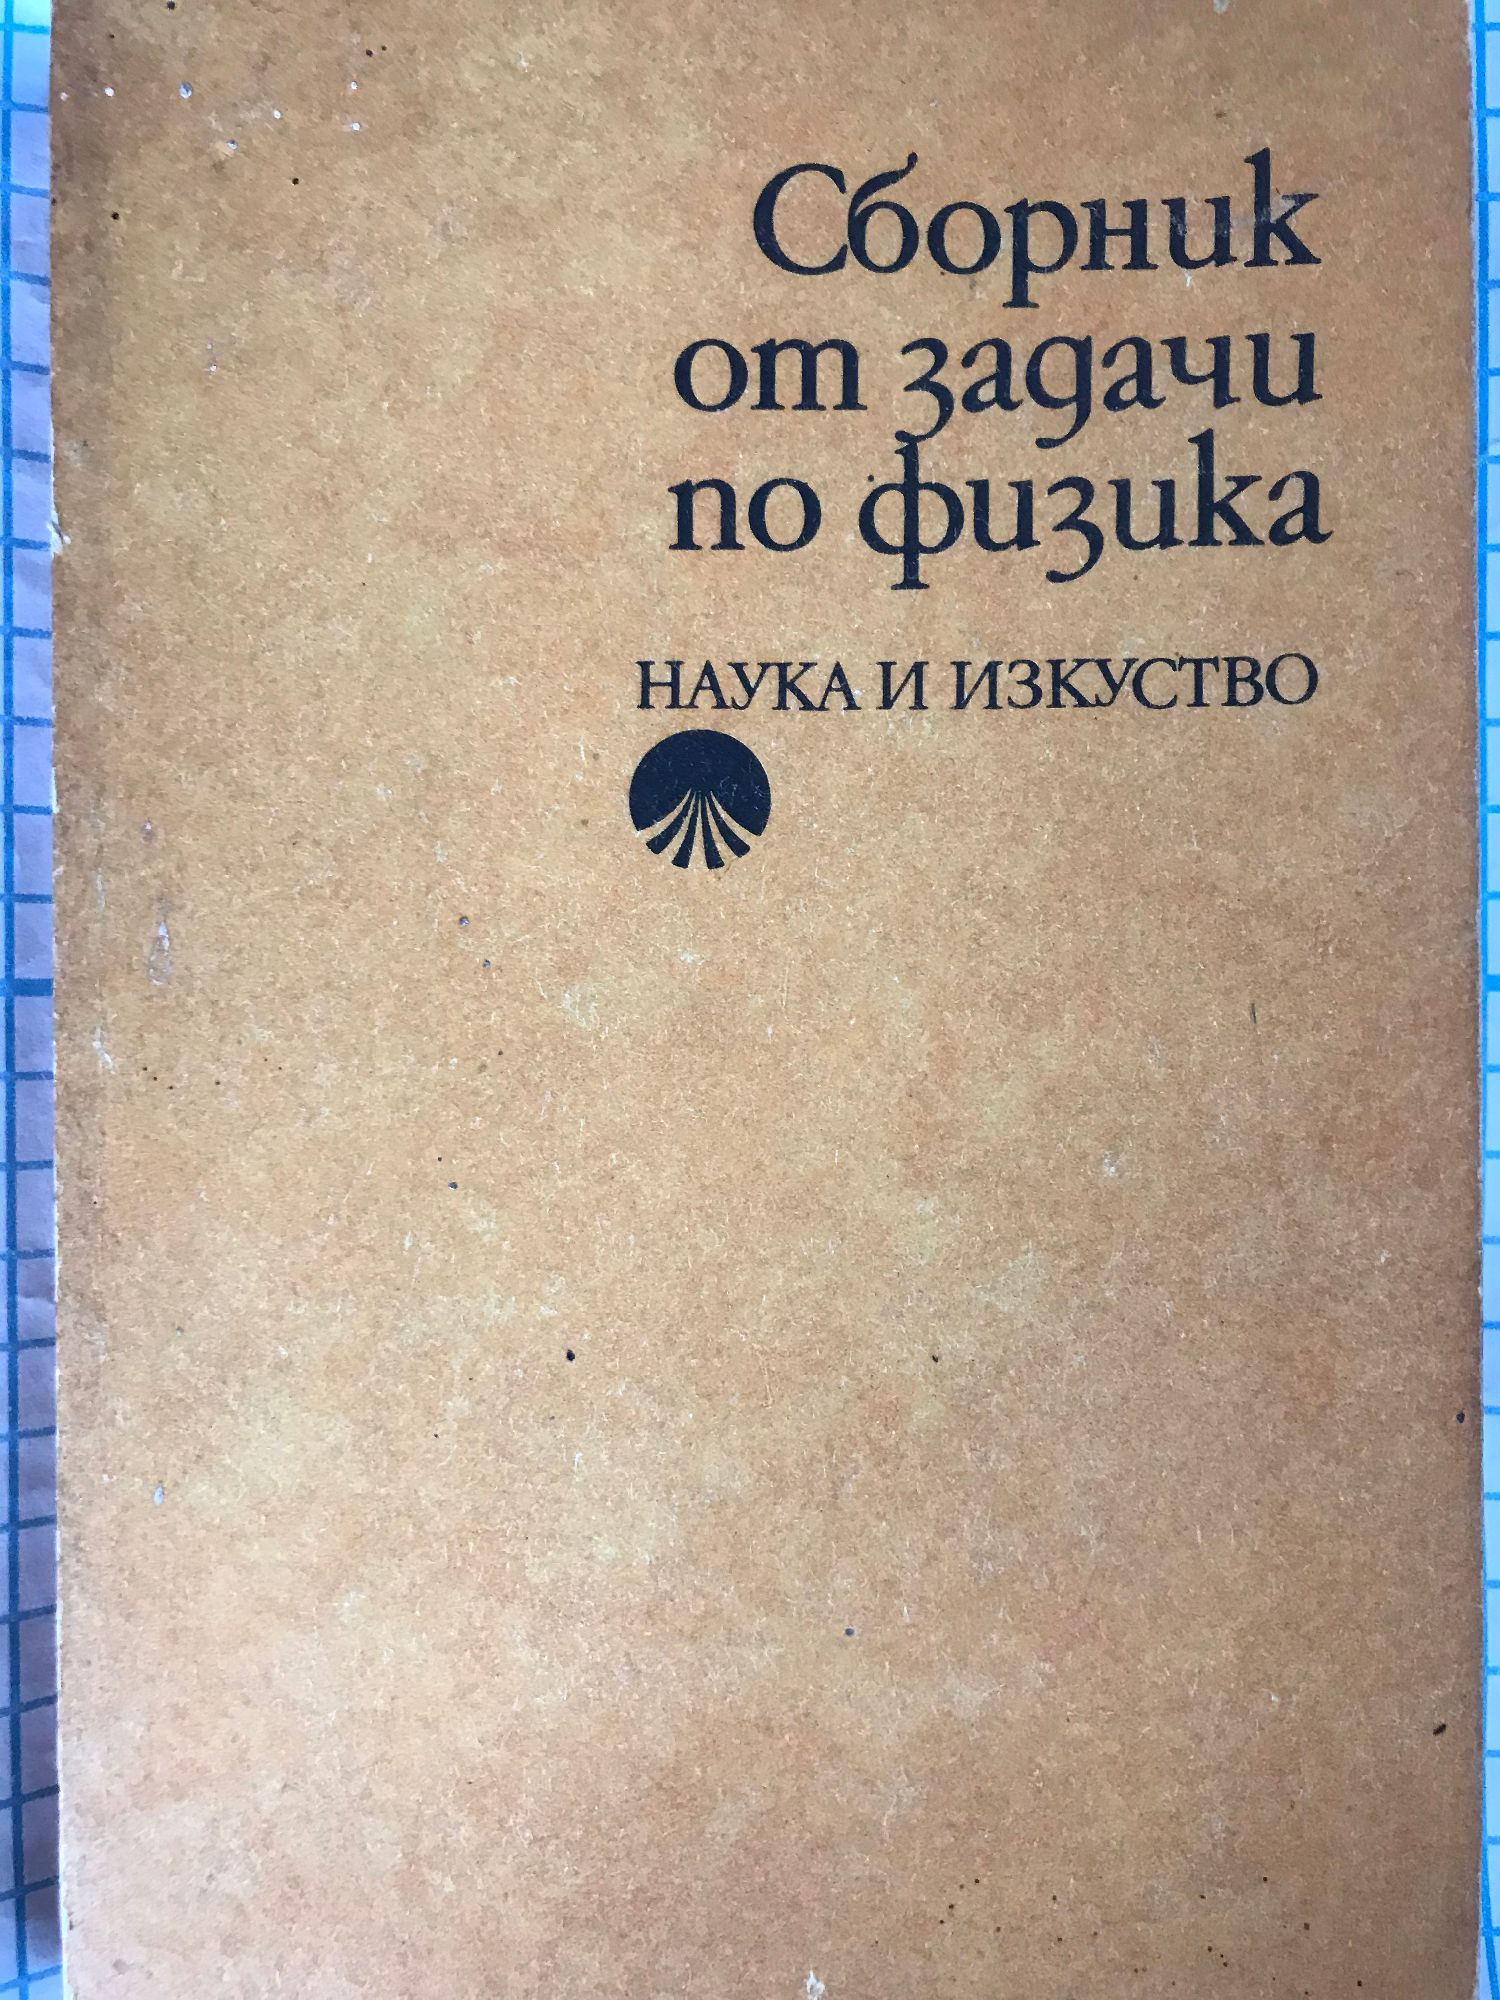 Сборник
от задачи
по физика
НАУКА И ИЗКУСТВО